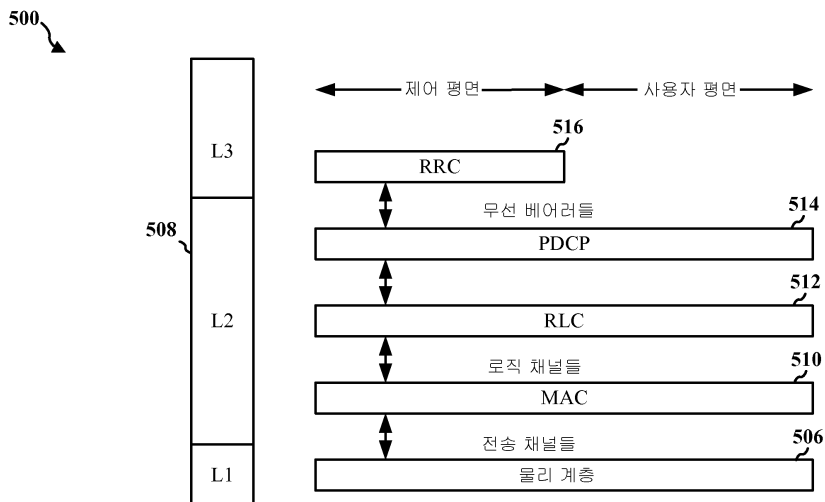 500
제어 평면 사용자 평면
516
L3 RRC
무선 베어러들
514
508
PDCP
512
L2 RLC
로직 채널들
510
MAC
전송 채널들
506
L1 물리 계층